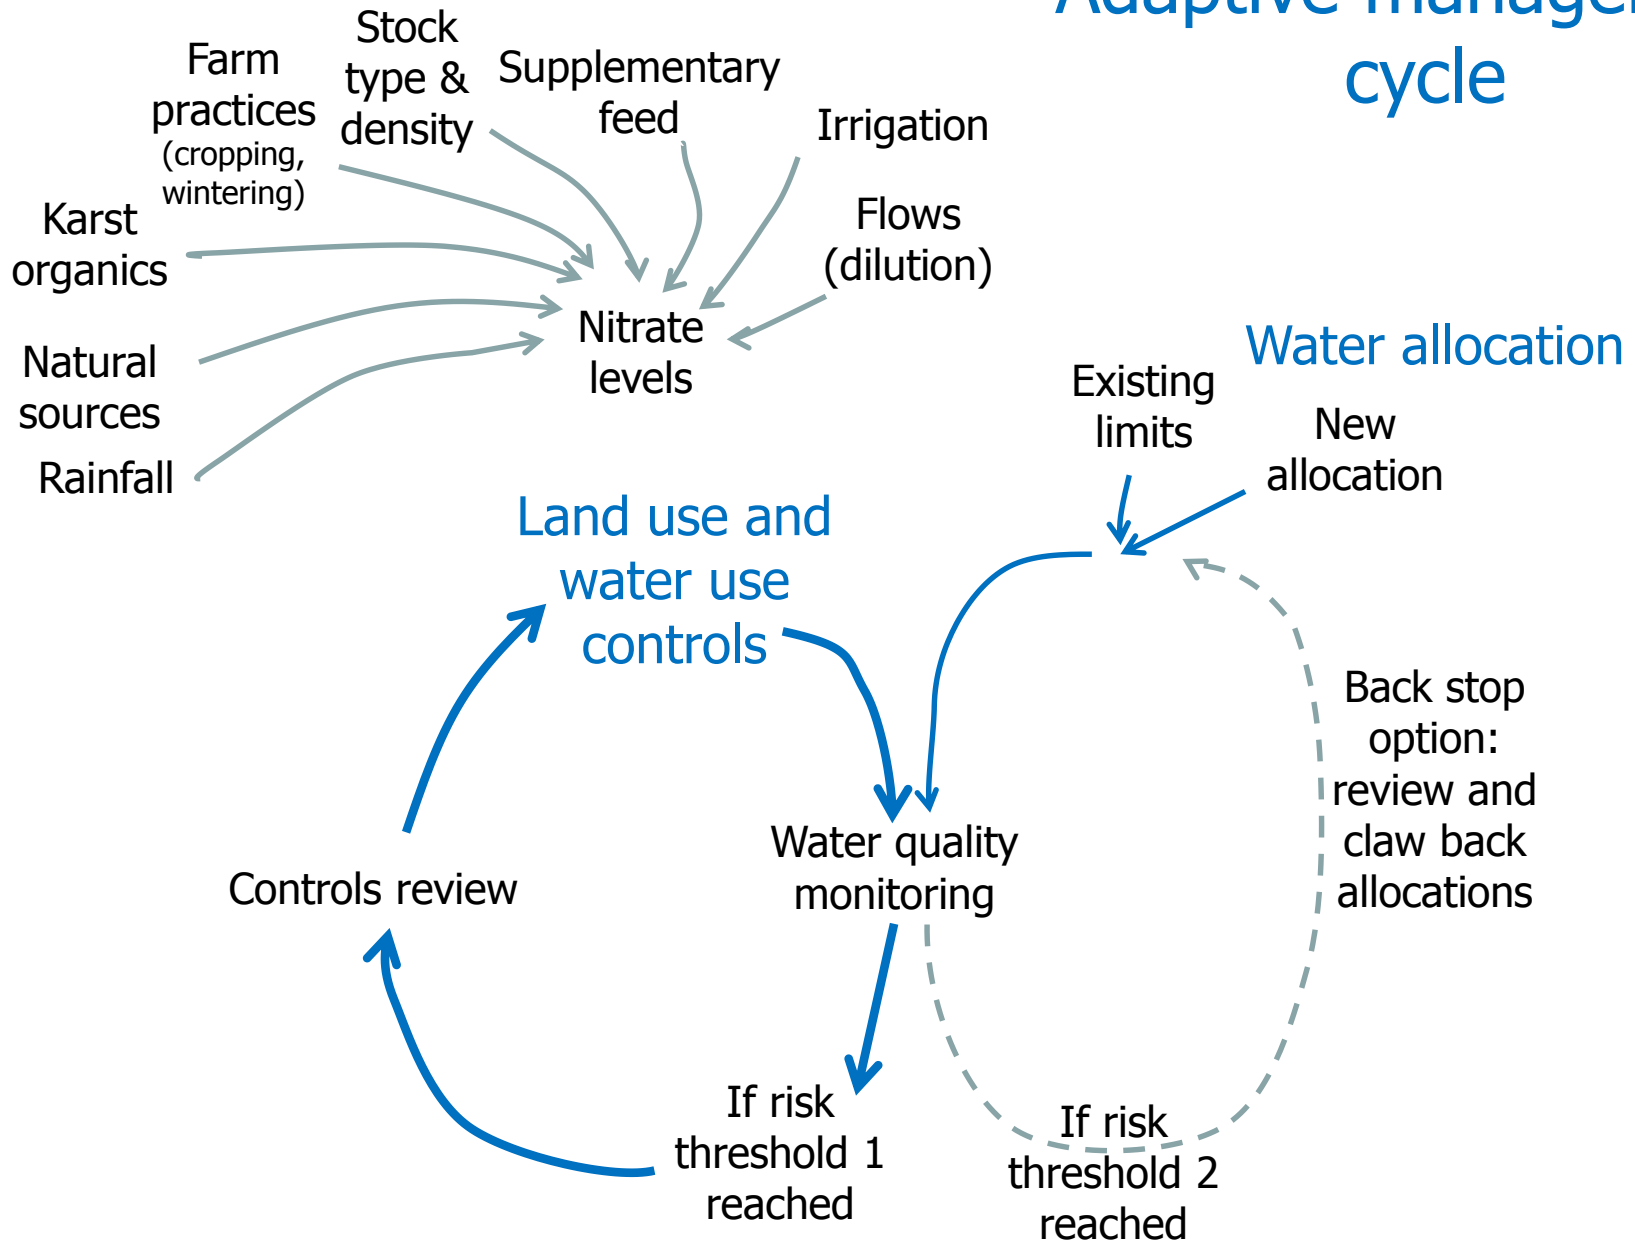 Adaptive manage
cycle
Stock
type &
density
Farm
practices
(cropping,
wintering)
Supplementary
feed
Irrigation
Flows
(dilution)
Karst
organics
Natural
sources
Rainfall
Nitrate
levels
Water allocation
Existing
limits
New
allocation
Land use and
water use
controls
Back stop
option:
review and
claw back
allocations
Water quality
monitoring
Controls review
If risk
threshold 1
reached
If risk
threshold 2
reached